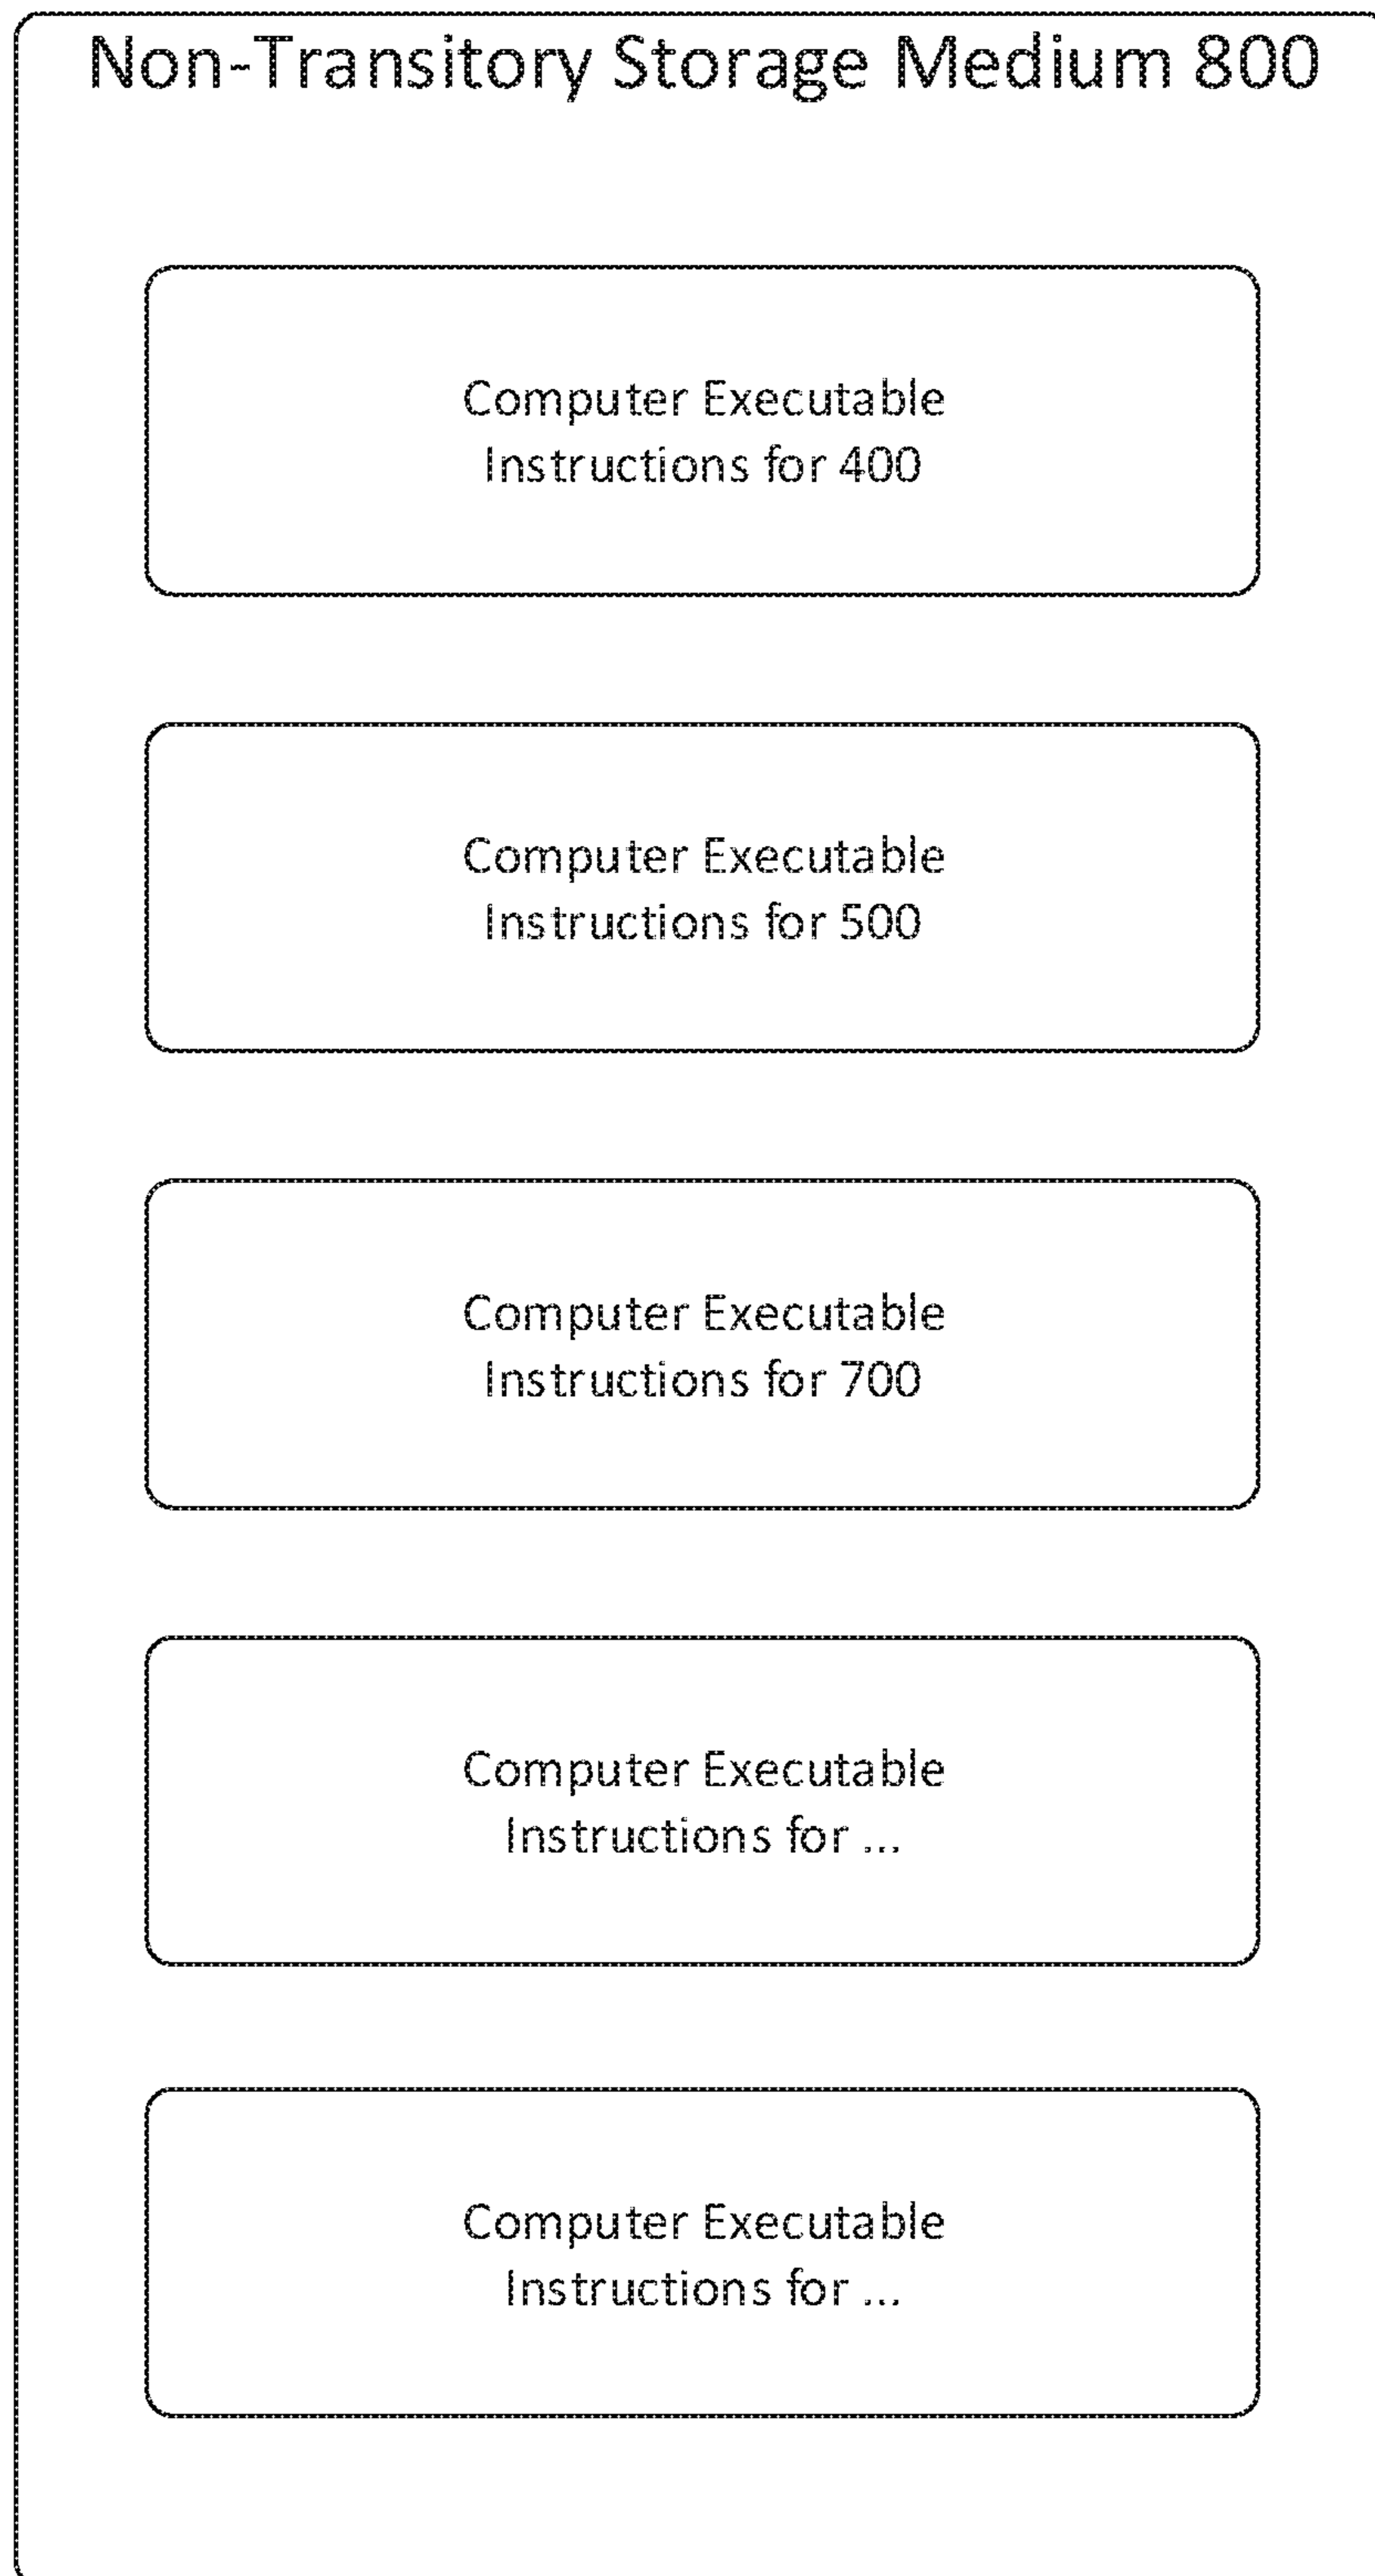 Non-Transitory Storage Medium 800
Computer Executable
Instructions for 400
Computer Executable
Instructions for 500
Computer Executable
Instructions for 700
Computer Executable
Instructions for ...
Computer Executable
Instructions for ...